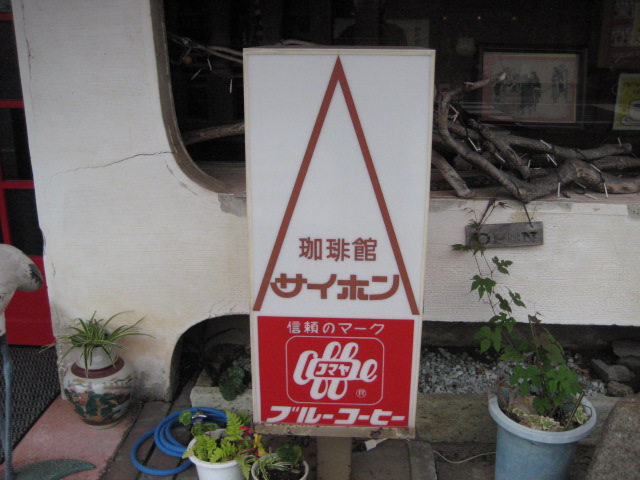 珈琲館
サイホン
信頼のマーク
Coffee
コマヤ
®
ブルーコーヒー
OPEN